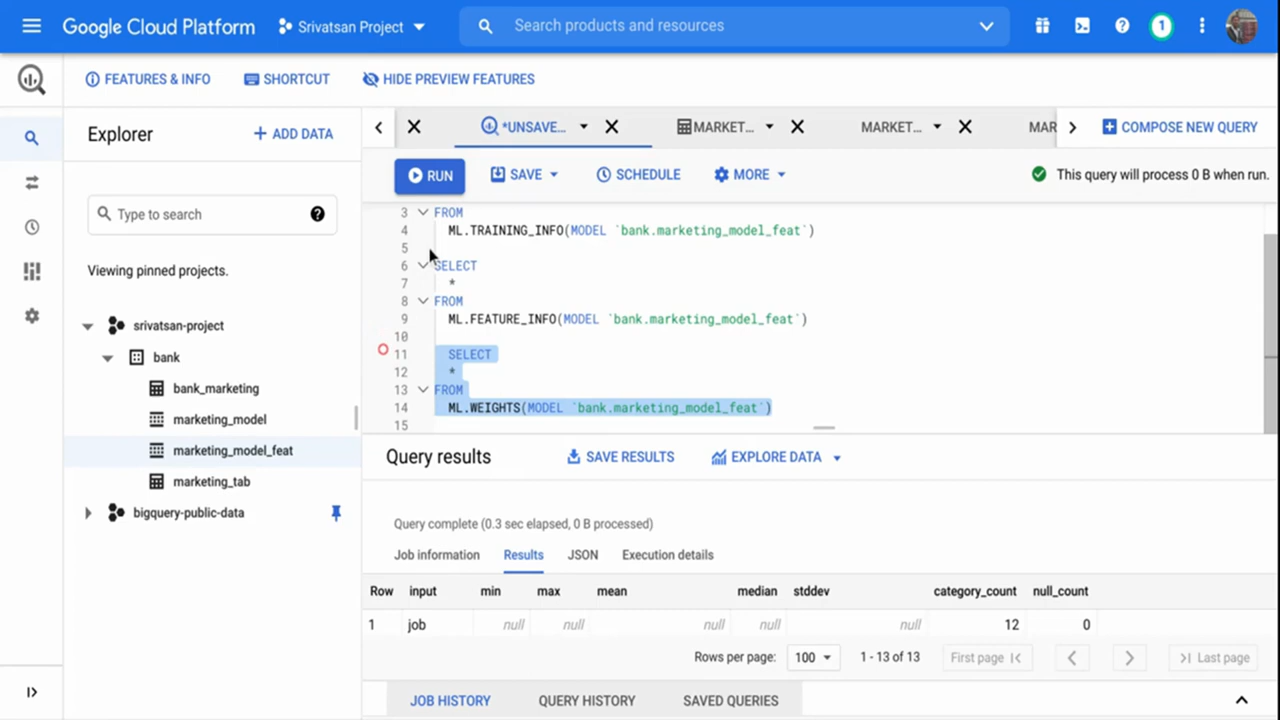 Google Cloud Platform Srivatsan Project Search products and resources 1
FEATURES & INFO SHORTCUT HIDE PREVIEW FEATURES
Explorer + ADD DATA
*UNSAVE... MARKET... MARKET... MAR COMPOSE NEW QUERY
RUN SAVE SCHEDULE MORE This query will process 0 B when run.
Type to search
Viewing pinned projects.
srivatsan-project
bank
bank_marketing
marketing_model
marketing_model_feat
marketing_tab
bigquery-public-data
3 FROM
4 ML.TRAINING_INFO(MODEL `bank.marketing_model_feat`)
5
6 SELECT
7 *
8 FROM
9 ML.FEATURE_INFO(MODEL `bank.marketing_model_feat`)
10
11 SELECT
12 *
13 FROM
14 ML.WEIGHTS(MODEL `bank.marketing_model_feat`)
15
Query results SAVE RESULTS EXPLORE DATA
Query complete (0.3 sec elapsed, 0 B processed)
Job information Results JSON Execution details
Row input min max mean median stddev category_count null_count
1 job null null null null null 12 0
Rows per page: 100 1 - 13 of 13 First page Last page
JOB HISTORY QUERY HISTORY SAVED QUERIES